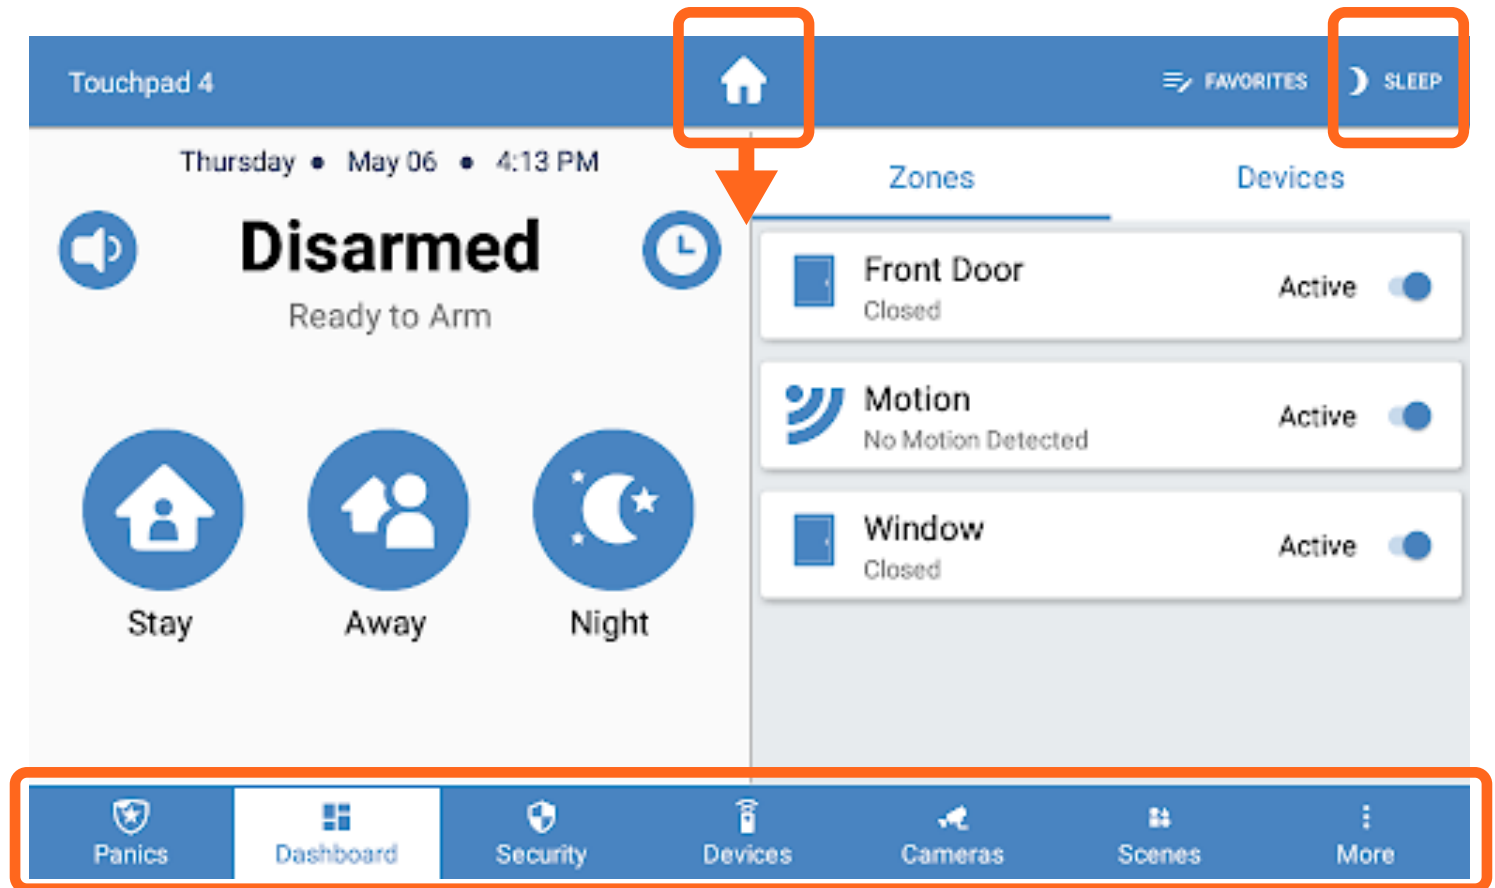 Touchpad 4
FAVORITES
SLEEP
Thursday • May 06 • 4:13 PM
Disarmed
Ready to Arm
Stay
Away
Night
Zones
Devices
Front Door
Closed
Active
Motion
No Motion Detected
Active
Window
Closed
Active
Panics
Dashboard
Security
Devices
Cameras
Scenes
More